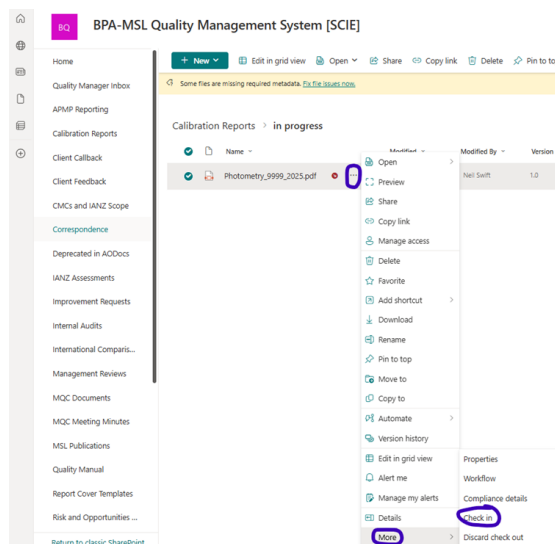 BQ
BPA-MSL Quality Management System [SCIE]
Home
Quality Manager Inbox
APMP Reporting
Calibration Reports
Client Callback
Client Feedback
CMCs and IANZ Scope
Correspondence
Deprecated in AODocs
IANZ Assessments
Improvement Requests
Internal Audits
International Comparis...
Management Reviews
MQC Documents
MQC Meeting Minutes
MSL Publications
Quality Manual
Report Cover Templates
Risk and Opportunities ...
Return to classic SharePoint
+ New Edit in grid view Open Share Copy link Delete Pin to to
Some files are missing required metadata. Fix file issues now.
Calibration Reports > in progress
Name Modified Modified By Version
Photometry_9999_2025.pdf ... Neil Swift 1.0
Open
Preview
Share
Copy link
Manage access
Delete
Favorite
Add shortcut
Download
Rename
Pin to top
Move to
Copy to
Automate
Version history
Edit in grid view
Alert me
Manage my alerts
Details
More
Properties
Workflow
Compliance details
Check in
Discard check out